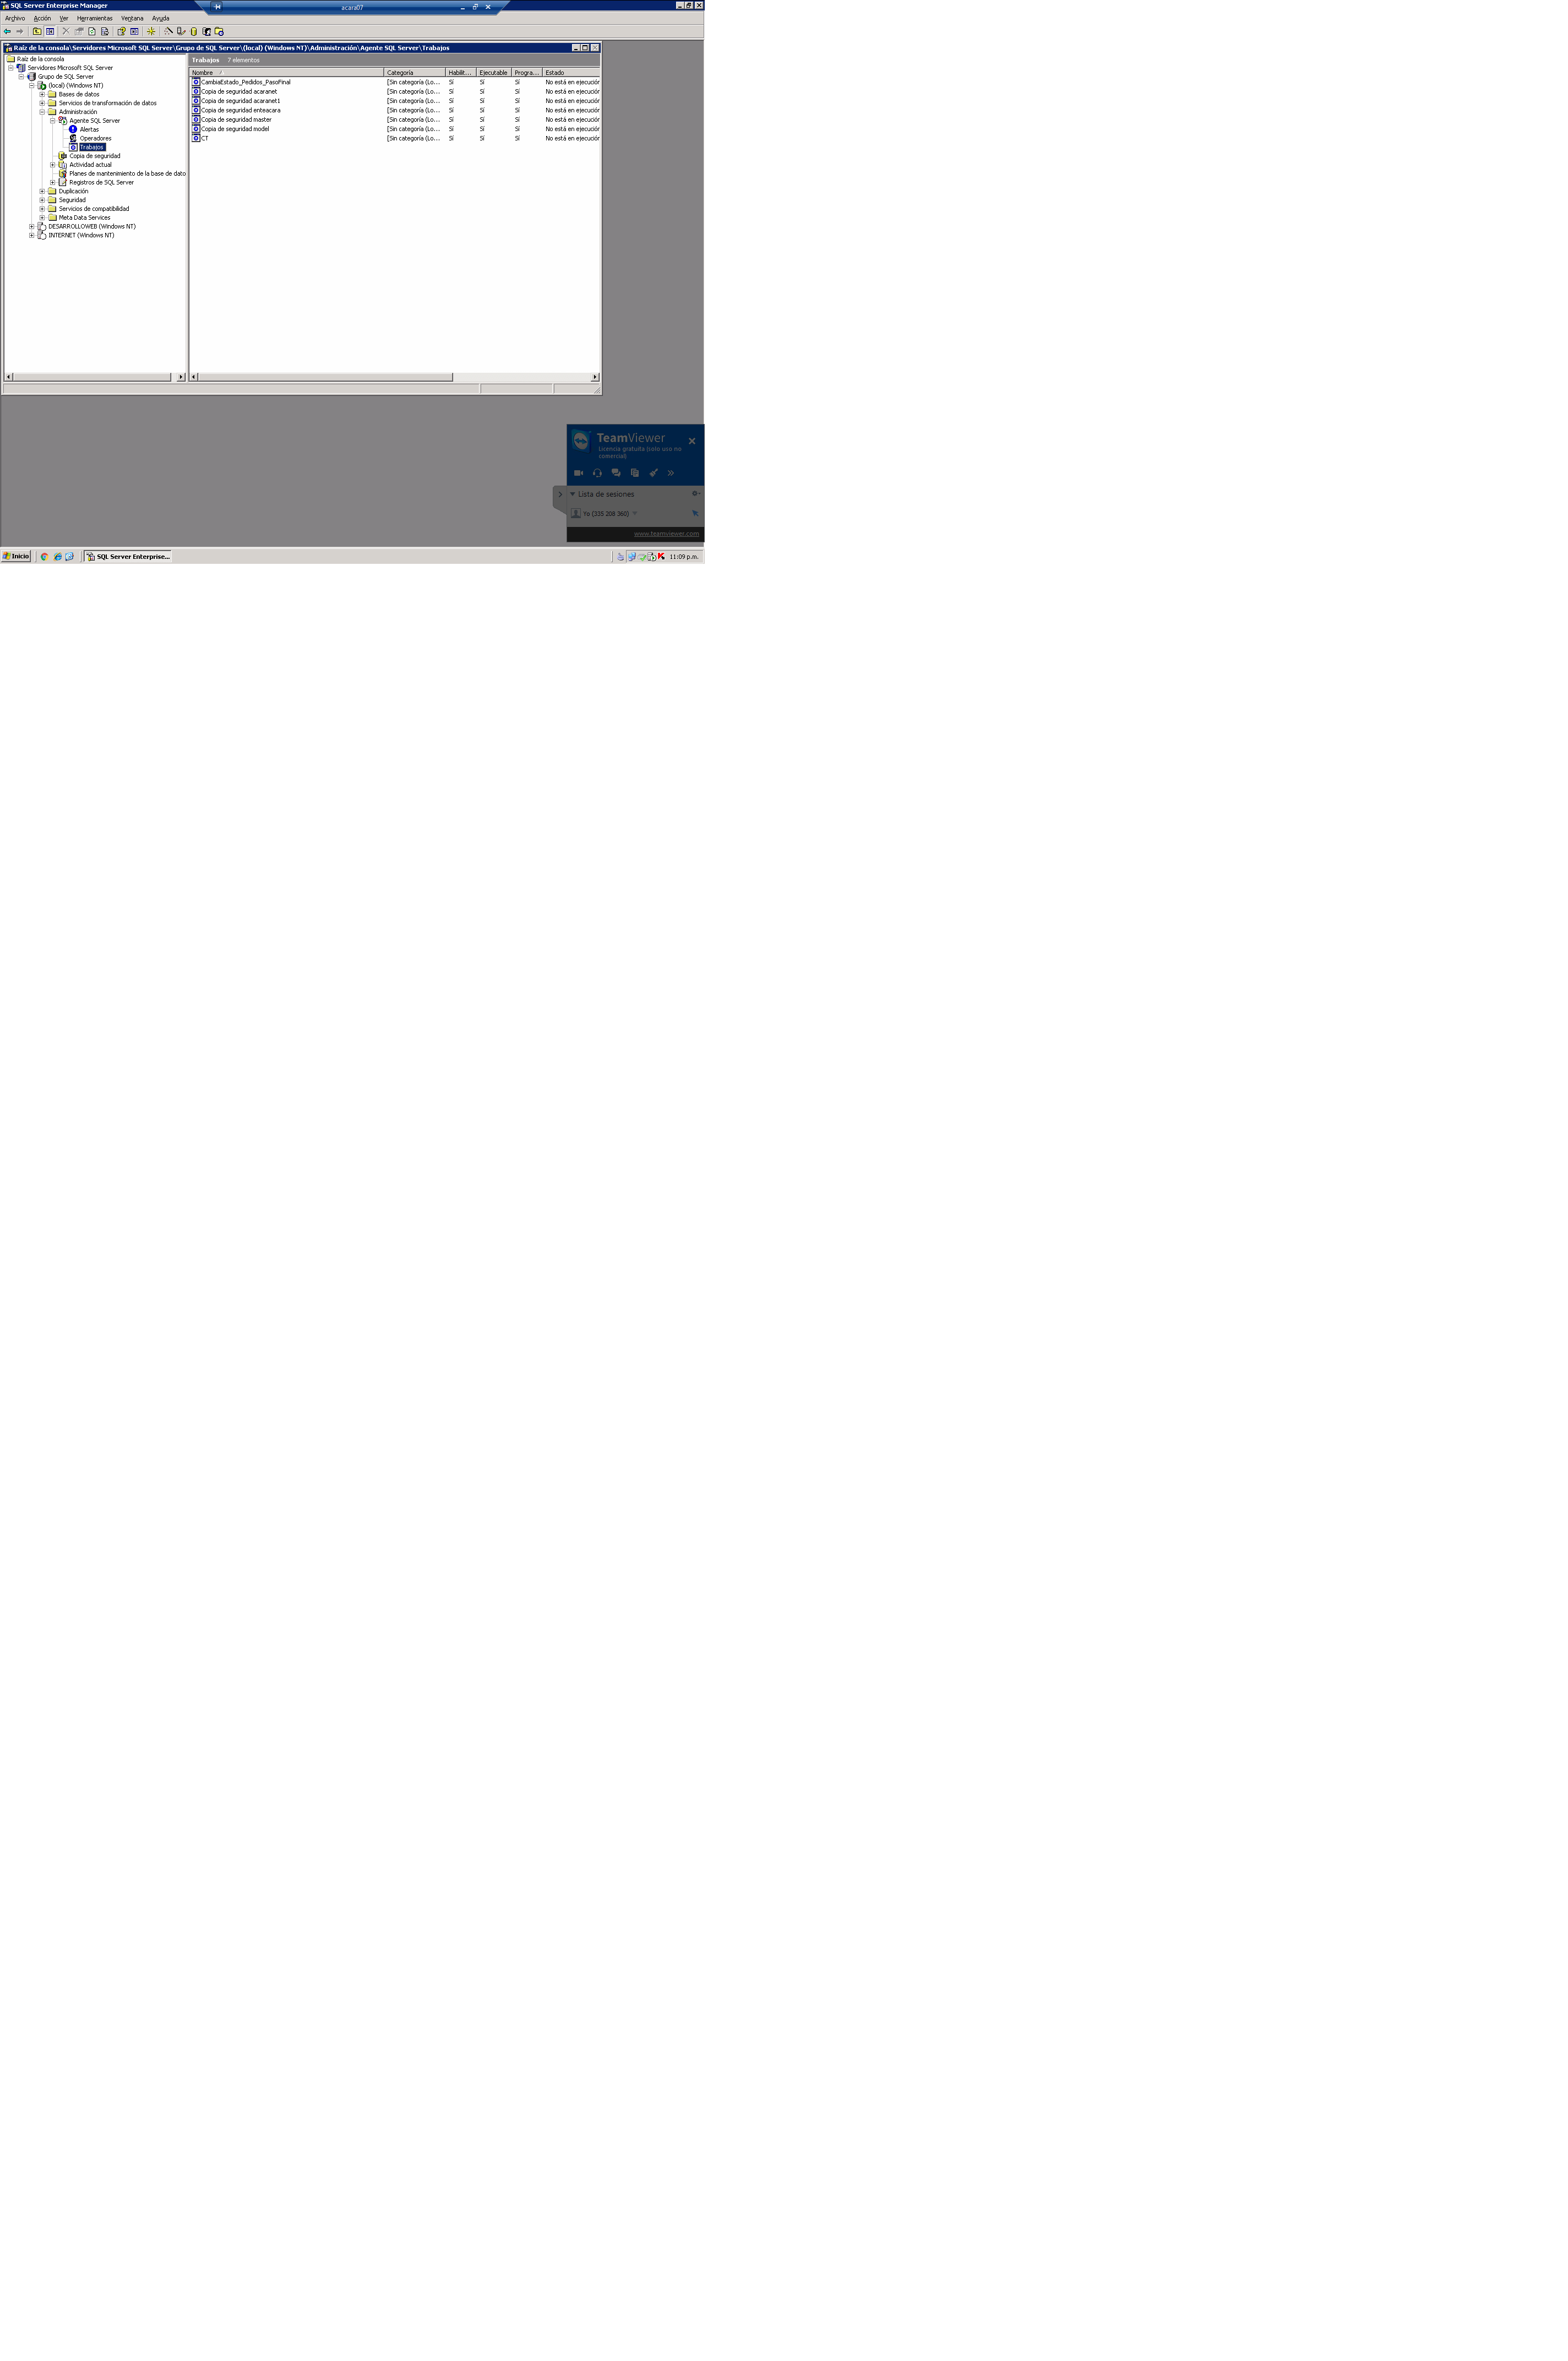 SQL Server Enterprise Manager
acara07
Archivo Acción Ver Herramientas Ventana Ayuda
Raíz de la consola\Servidores Microsoft SQL Server\Grupo de SQL Server\(local) (Windows NT)\Administración\Agente SQL Server\Trabajos
Raíz de la consola
Servidores Microsoft SQL Server
Grupo de SQL Server
(local) (Windows NT)
Bases de datos
Servicios de transformación de datos
Administración
Agente SQL Server
Alertas
Operadores
Trabajos
Copia de seguridad
Actividad actual
Planes de mantenimiento de la base de dato
Registros de SQL Server
Duplicación
Seguridad
Servicios de compatibilidad
Meta Data Services
DESARROLLOWEB (Windows NT)
INTERNET (Windows NT)
Trabajos 7 elementos
Nombre Categoría Habilit... Ejecutable Progra... Estado
CambiaEstado_Pedidos_PasoFinal [Sin categoría (Lo... Sí Sí Sí No está en ejecución
Copia de seguridad acaranet [Sin categoría (Lo... Sí Sí Sí No está en ejecución
Copia de seguridad acaranet1 [Sin categoría (Lo... Sí Sí Sí No está en ejecución
Copia de seguridad enteacara [Sin categoría (Lo... Sí Sí Sí No está en ejecución
Copia de seguridad master [Sin categoría (Lo... Sí Sí Sí No está en ejecución
Copia de seguridad model [Sin categoría (Lo... Sí Sí Sí No está en ejecución
CT [Sin categoría (Lo... Sí Sí Sí No está en ejecución
TeamViewer
Licencia gratuita (solo uso no
comercial)
Lista de sesiones
Yo (335 208 360)
www.teamviewer.com
Inicio
SQL Server Enterprise...
11:09 p.m.